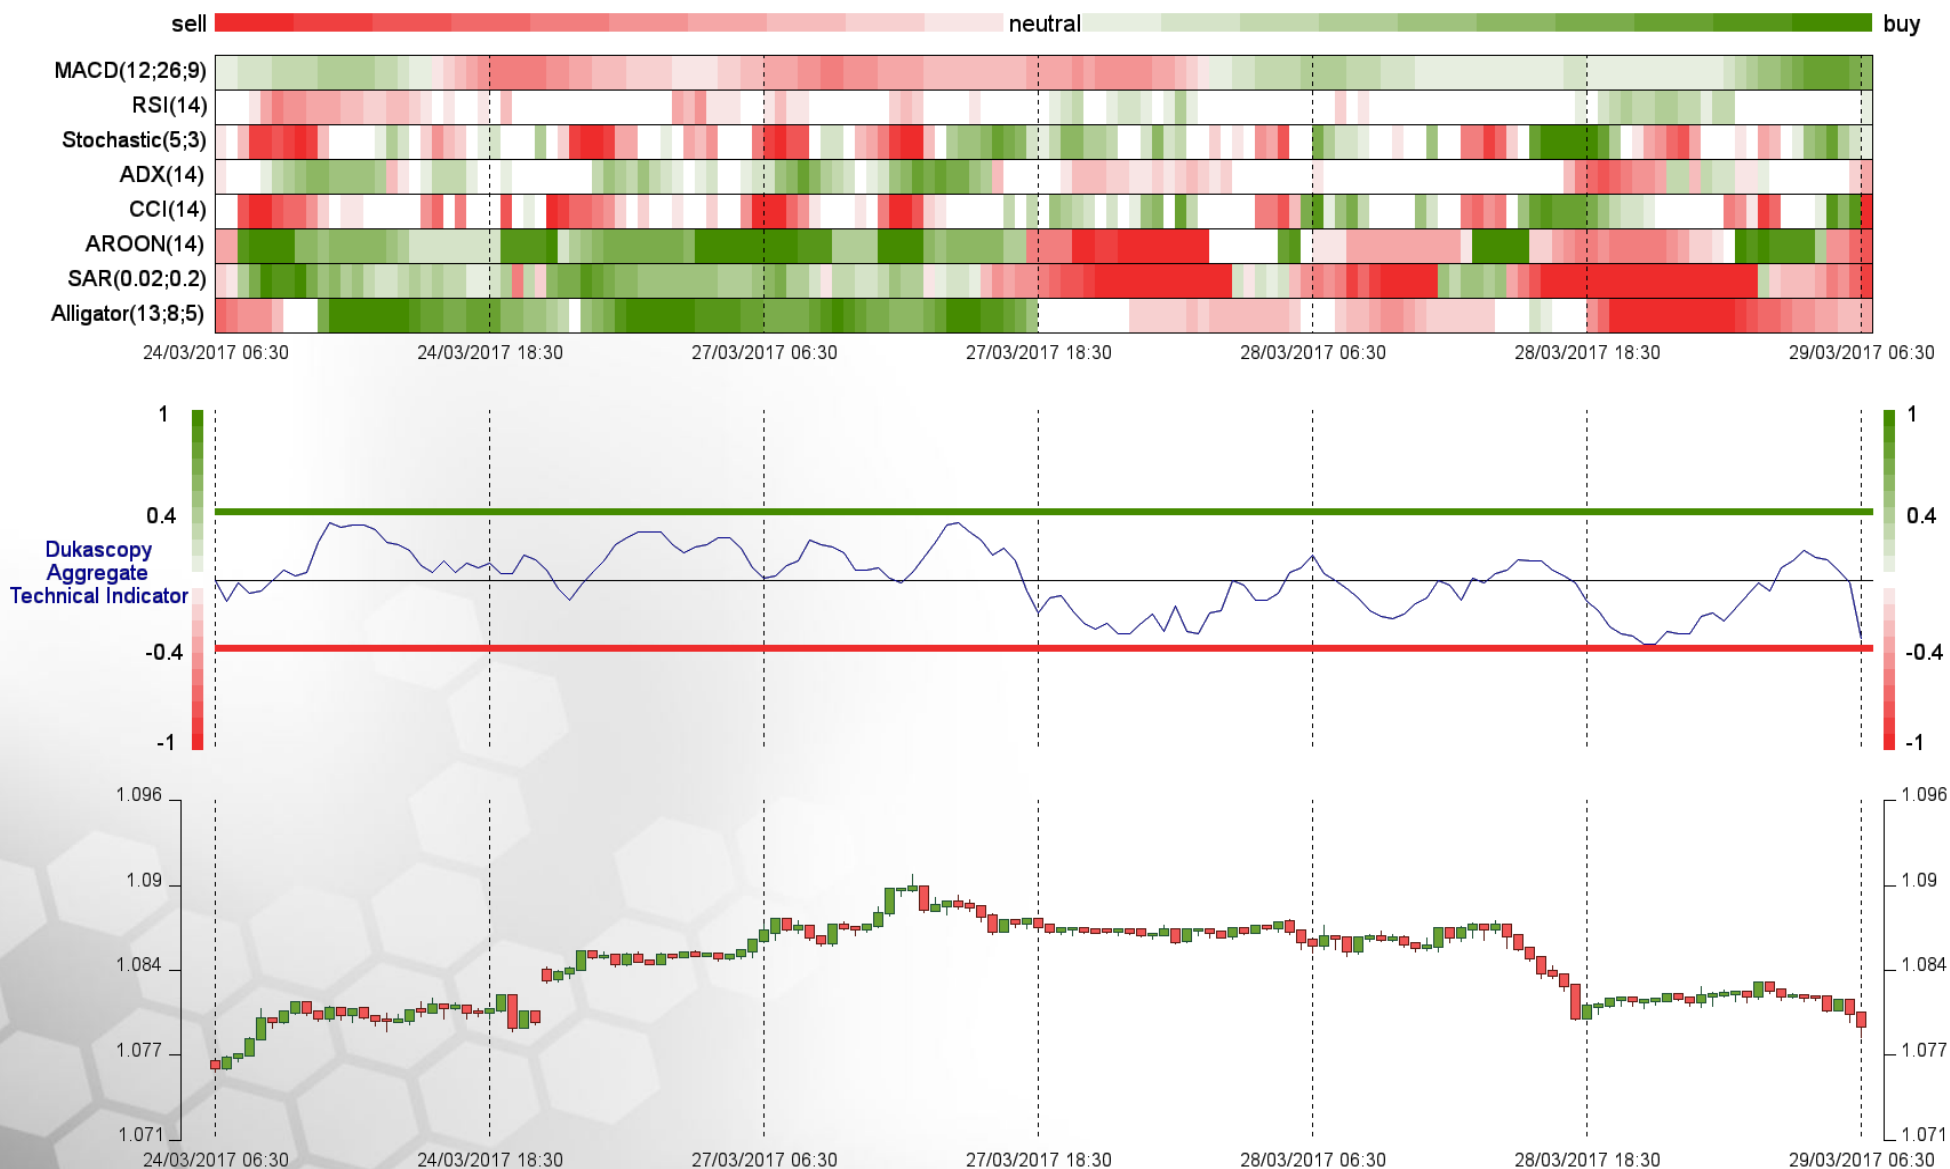 sell neutral buy
MACD(12;26;9)
RSI(14)
Stochastic(5;3)
ADX(14)
CCI(14)
AROON(14)
SAR(0.02;0.2)
Alligator(13;8;5)
24/03/2017 06:30 24/03/2017 18:30 27/03/2017 06:30 27/03/2017 18:30 28/03/2017 06:30 28/03/2017 18:30 29/03/2017 06:30
1 1
0.4 0.4
Dukascopy
Aggregate
Technical Indicator
-0.4 -0.4
-1 -1
1.096 1.096
1.09 1.09
1.084 1.084
1.077 1.077
1.071 1.071
24/03/2017 06:30 24/03/2017 18:30 27/03/2017 06:30 27/03/2017 18:30 28/03/2017 06:30 28/03/2017 18:30 29/03/2017 06:30